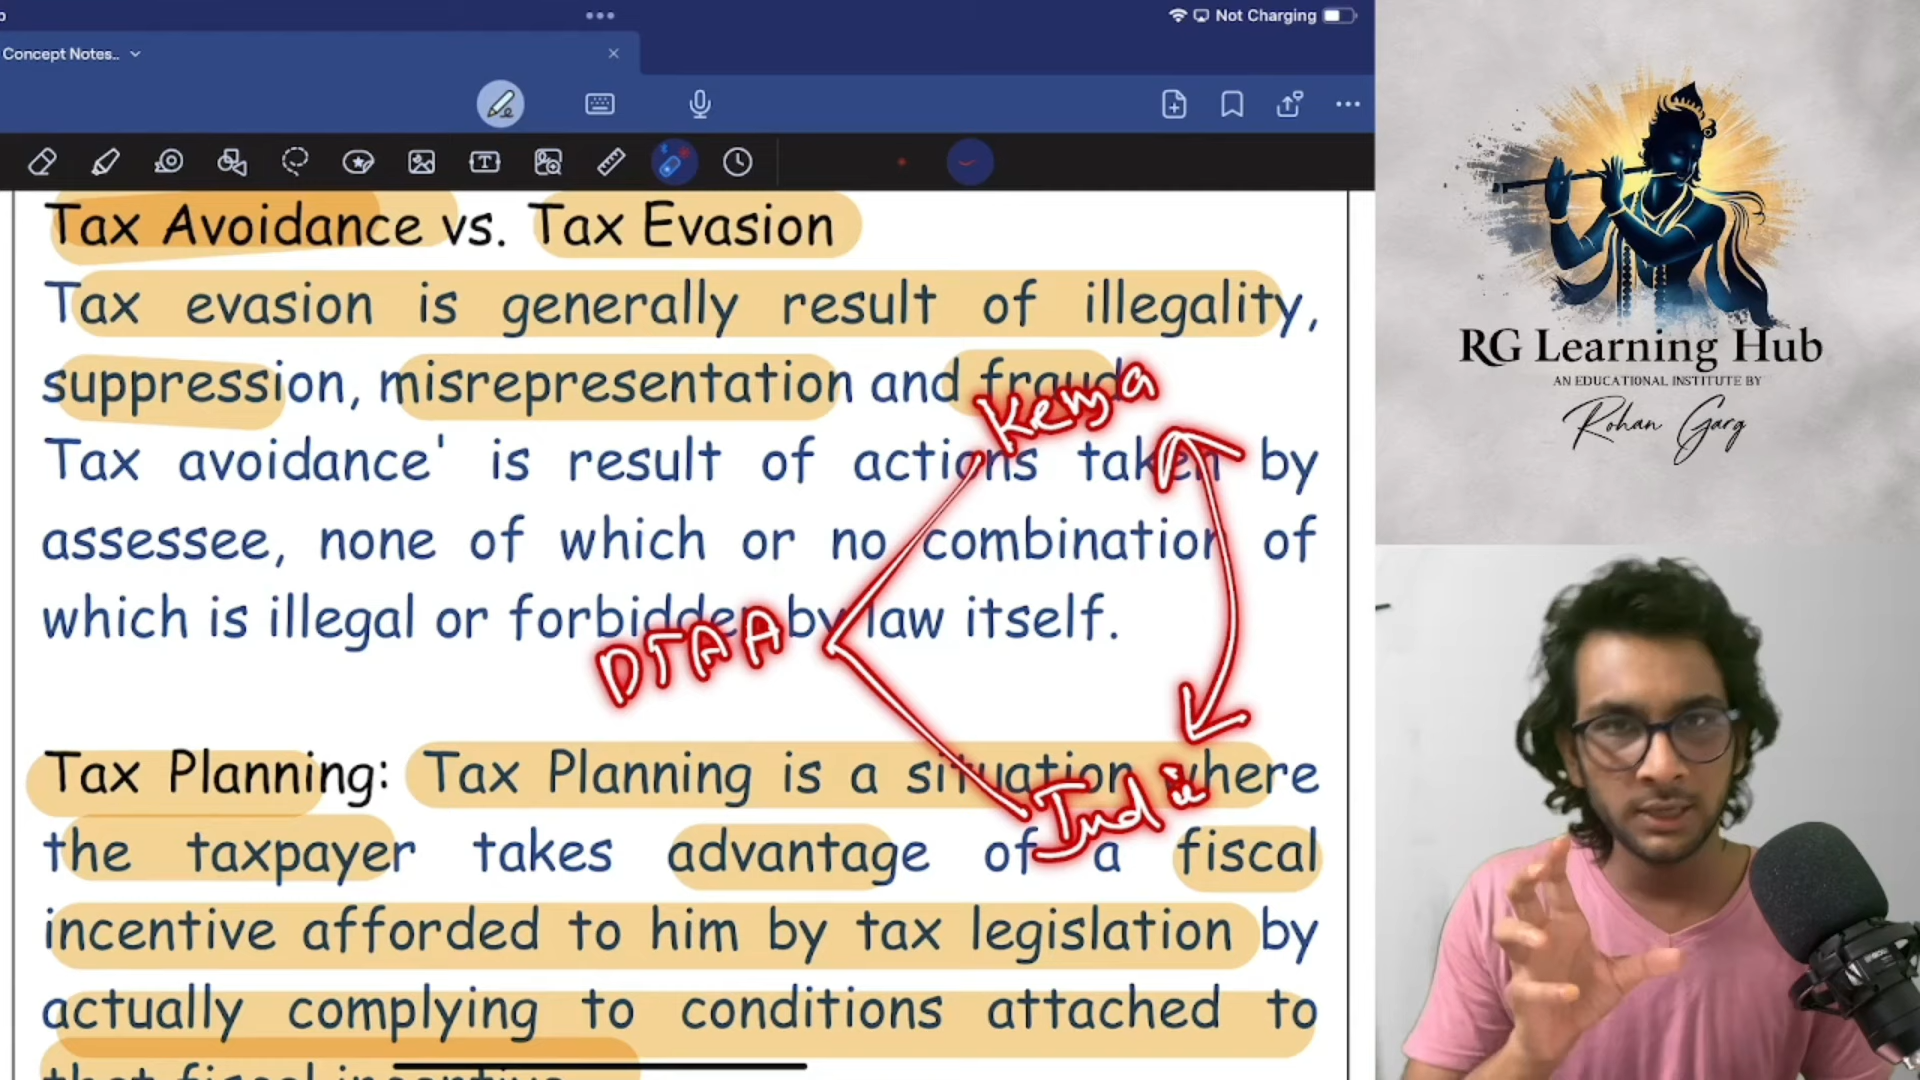 Not Charging
Concept Notes..
Tax Avoidance vs. Tax Evasion
Tax evasion is generally result of illegality,
suppression, misrepresentation and fraud
Kenya
Tax avoidance' is result of actions taken by
assessee, none of which or no combination of
which is illegal or forbidden by law itself.
DTAA
Tax Planning: Tax Planning is a situation where
India
the taxpayer takes advantage of a fiscal
incentive afforded to him by tax legislation by
actually complying to conditions attached to
that fiscal incentive
RG Learning Hub
AN EDUCATIONAL INSTITUTE BY
Rohan Garg